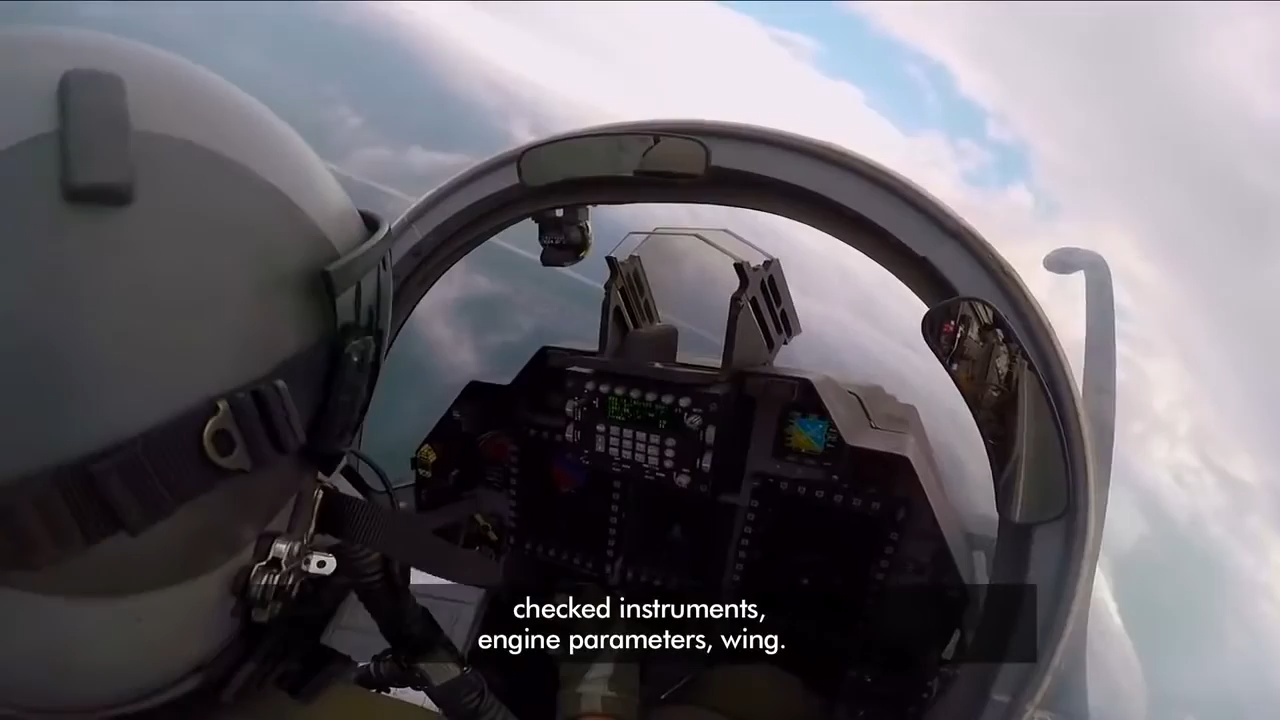 checked instruments,
engine parameters, wing.